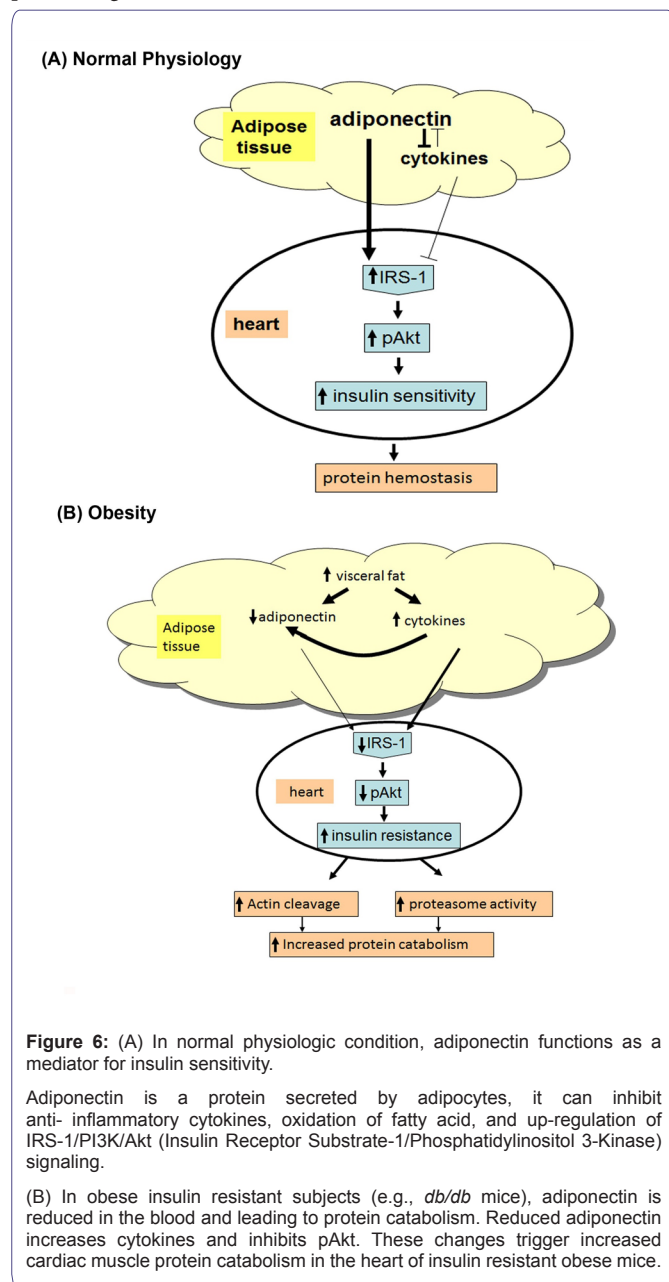 (A) Normal Physiology
Adipose
tissue
adiponectin
cytokines
IRS-1
heart
pAkt
insulin sensitivity
protein hemostasis
(B) Obesity
visceral fat
adiponectin
cytokines
Adipose
tissue
IRS-1
heart
pAkt
insulin resistance
Actin cleavage
proteasome activity
Increased protein catabolism
Figure 6: (A) In normal physiologic condition, adiponectin functions as a
mediator for insulin sensitivity.
Adiponectin is a protein secreted by adipocytes, it can inhibit
anti- inflammatory cytokines, oxidation of fatty acid, and up-regulation of
IRS-1/PI3K/Akt (Insulin Receptor Substrate-1/Phosphatidylinositol 3-Kinase)
signaling.
(B) In obese insulin resistant subjects (e.g., db/db mice), adiponectin is
reduced in the blood and leading to protein catabolism. Reduced adiponectin
increases cytokines and inhibits pAkt. These changes trigger increased
cardiac muscle protein catabolism in the heart of insulin resistant obese mice.